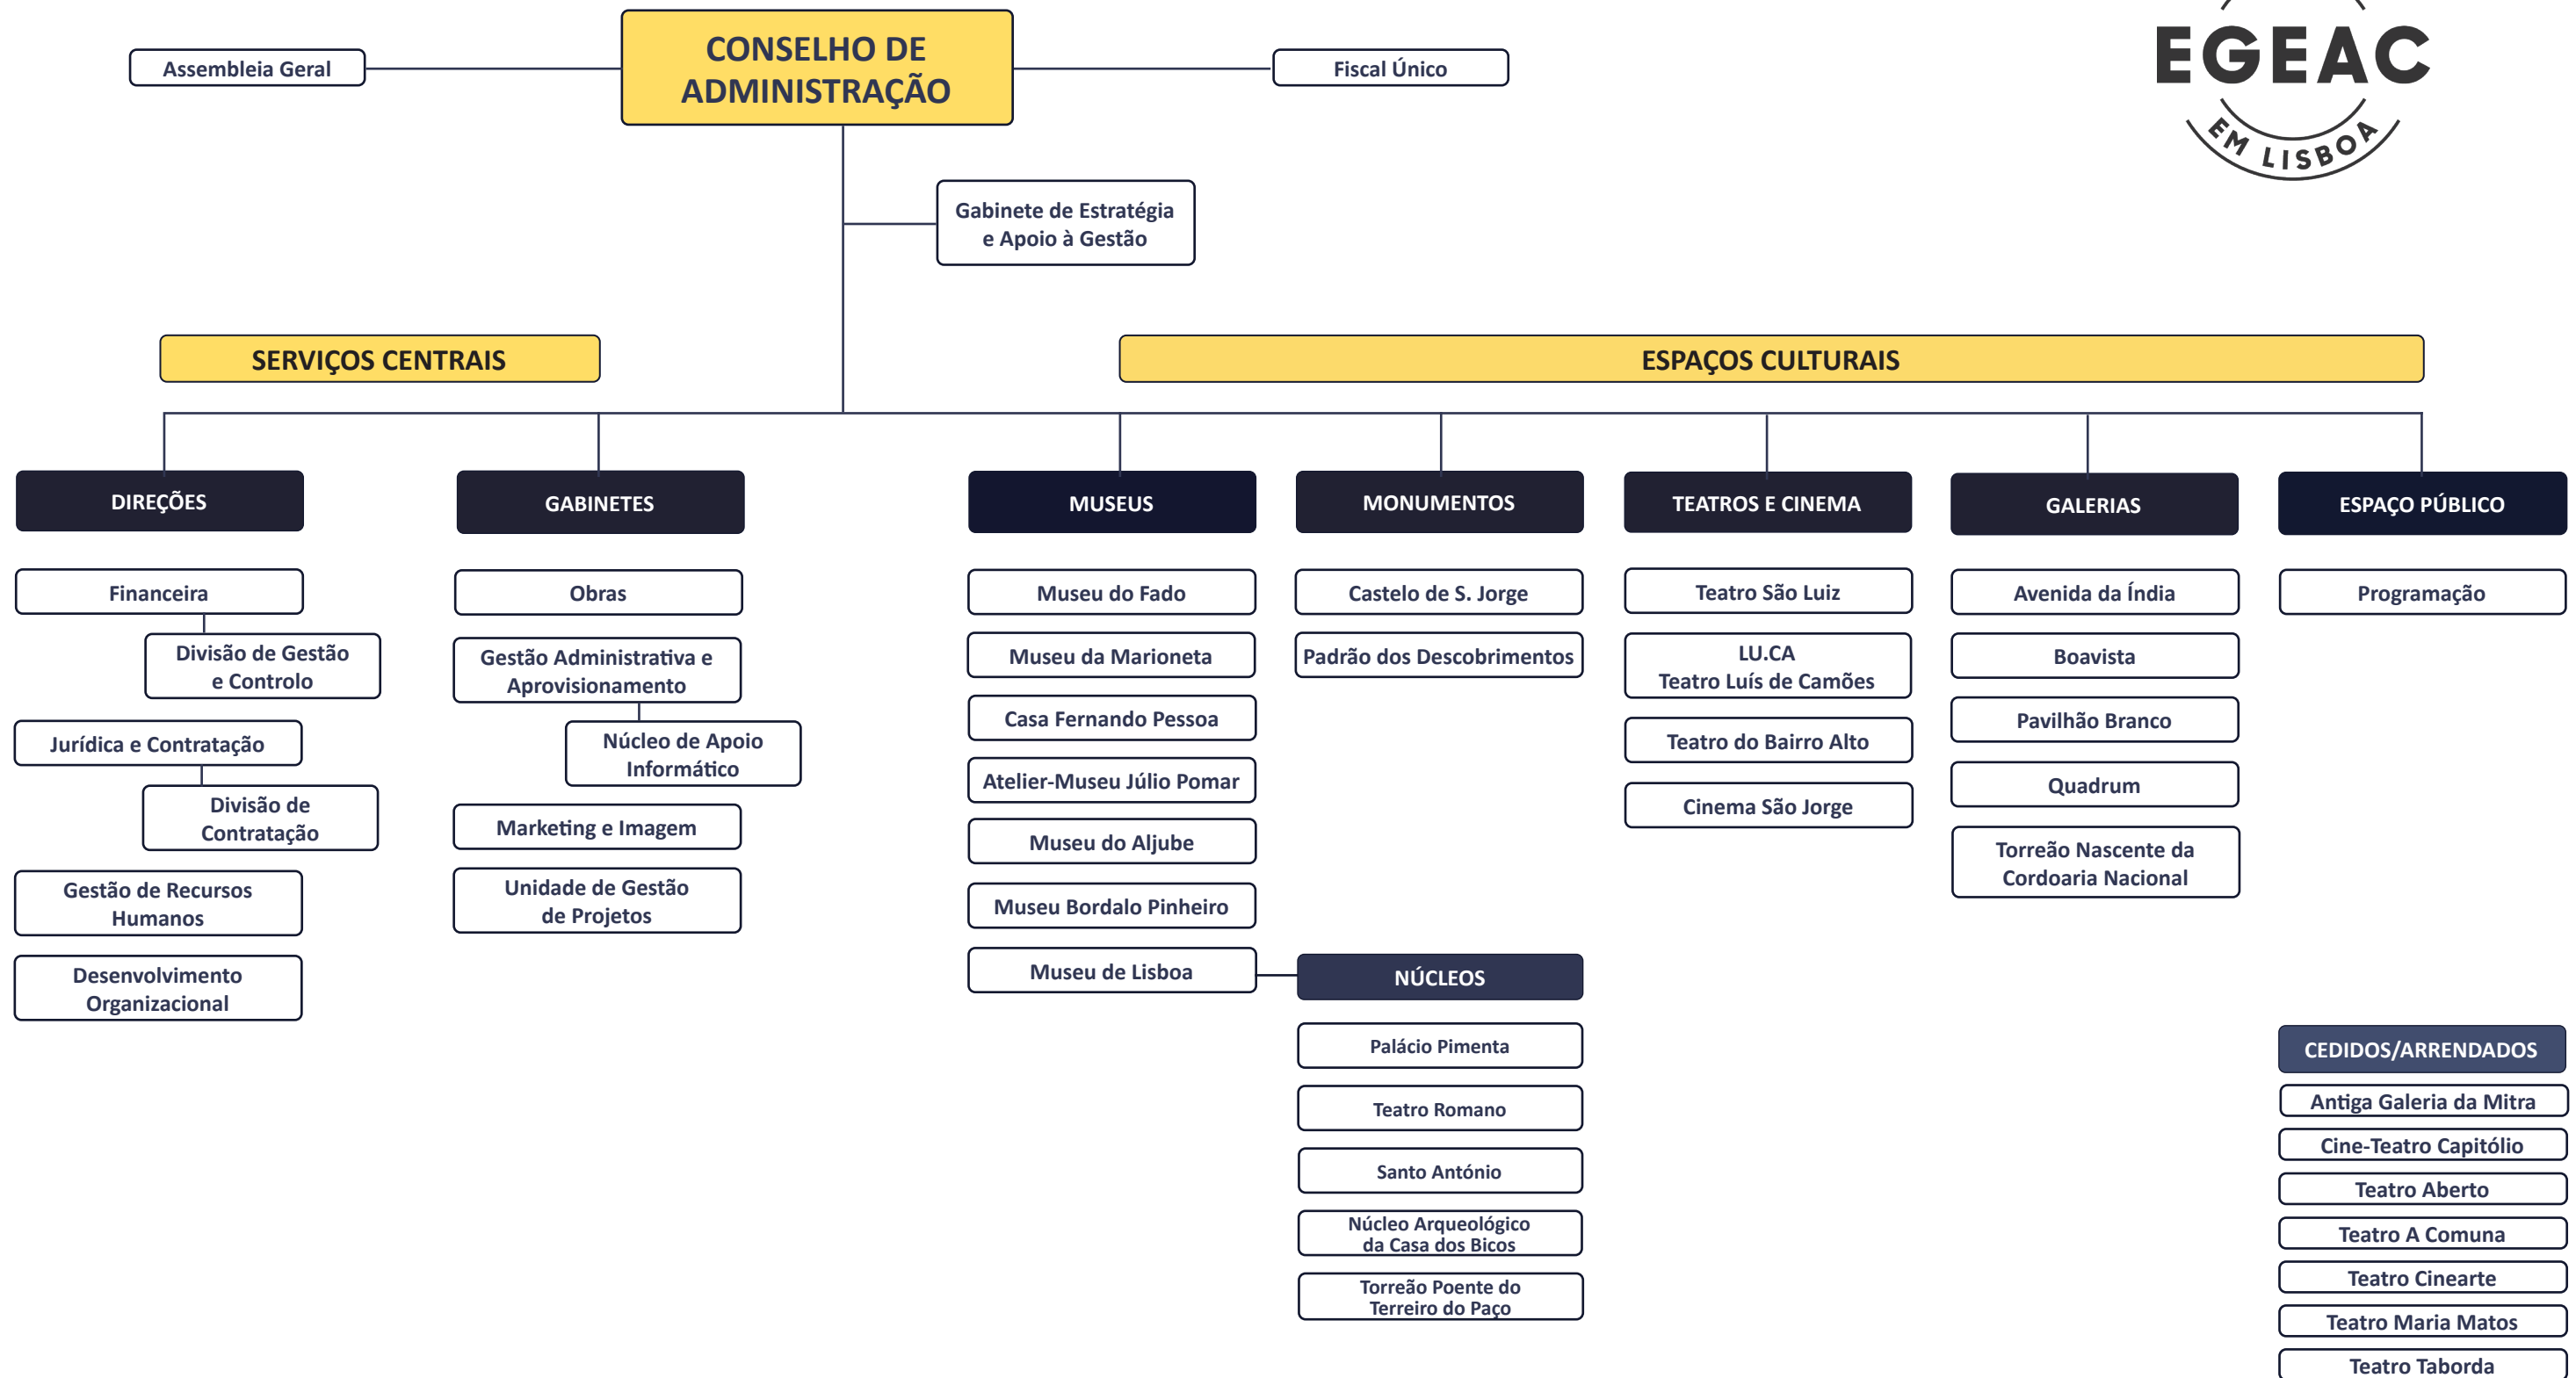 Assembleia Geral
CONSELHO DE
ADMINISTRAÇÃO
Fiscal Único
EGEAC
EM LISBOA
Gabinete de Estratégia
e Apoio à Gestão
SERVIÇOS CENTRAIS
ESPAÇOS CULTURAIS
DIREÇÕES
Financeira
Divisão de Gestão
e Controlo
Jurídica e Contratação
Divisão de
Contratação
Gestão de Recursos
Humanos
Desenvolvimento
Organizacional
GABINETES
Obras
Gestão Administrativa e
Aprovisionamento
Núcleo de Apoio
Informático
Marketing e Imagem
Unidade de Gestão
de Projetos
MUSEUS
Museu do Fado
Museu da Marioneta
Casa Fernando Pessoa
Atelier-Museu Júlio Pomar
Museu do Aljube
Museu Bordalo Pinheiro
Museu de Lisboa
NÚCLEOS
Palácio Pimenta
Teatro Romano
Santo António
Núcleo Arqueológico
da Casa dos Bicos
Torreão Poente do
Terreiro do Paço
MONUMENTOS
Castelo de S. Jorge
Padrão dos Descobrimentos
TEATROS E CINEMA
Teatro São Luiz
LU.CA
Teatro Luís de Camões
Teatro do Bairro Alto
Cinema São Jorge
GALERIAS
Avenida da Índia
Boavista
Pavilhão Branco
Quadrum
Torreão Nascente da
Cordoaria Nacional
ESPAÇO PÚBLICO
Programação
CEDIDOS/ARRENDADOS
Antiga Galeria da Mitra
Cine-Teatro Capitólio
Teatro Aberto
Teatro A Comuna
Teatro Cinearte
Teatro Maria Matos
Teatro Taborda